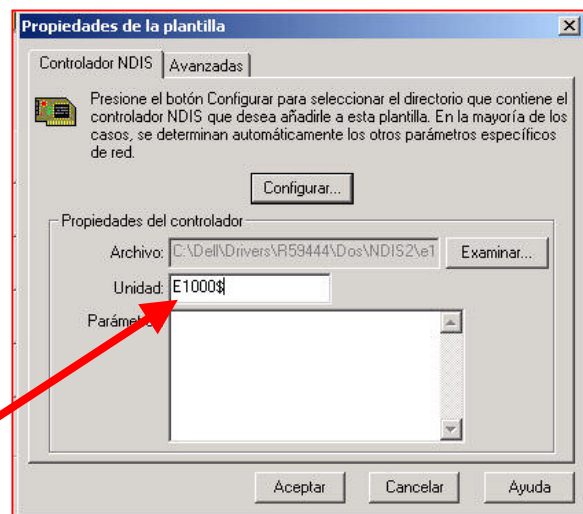 Propiedades de la plantilla
Controlador NDIS
Avanzadas
Presione el botón Configurar para seleccionar el directorio que contiene el
controlador NDIS que desea añadirle a esta plantilla. En la mayoría de los
casos, se determinan automáticamente los otros parámetros específicos
de red.
Configurar...
Propiedades del controlador
Archivo: C:\Dell\Drivers\R59444\Dos\NDIS2\e1
Examinar...
Unidad: E1000$
Parámetr
Aceptar
Cancelar
Ayuda